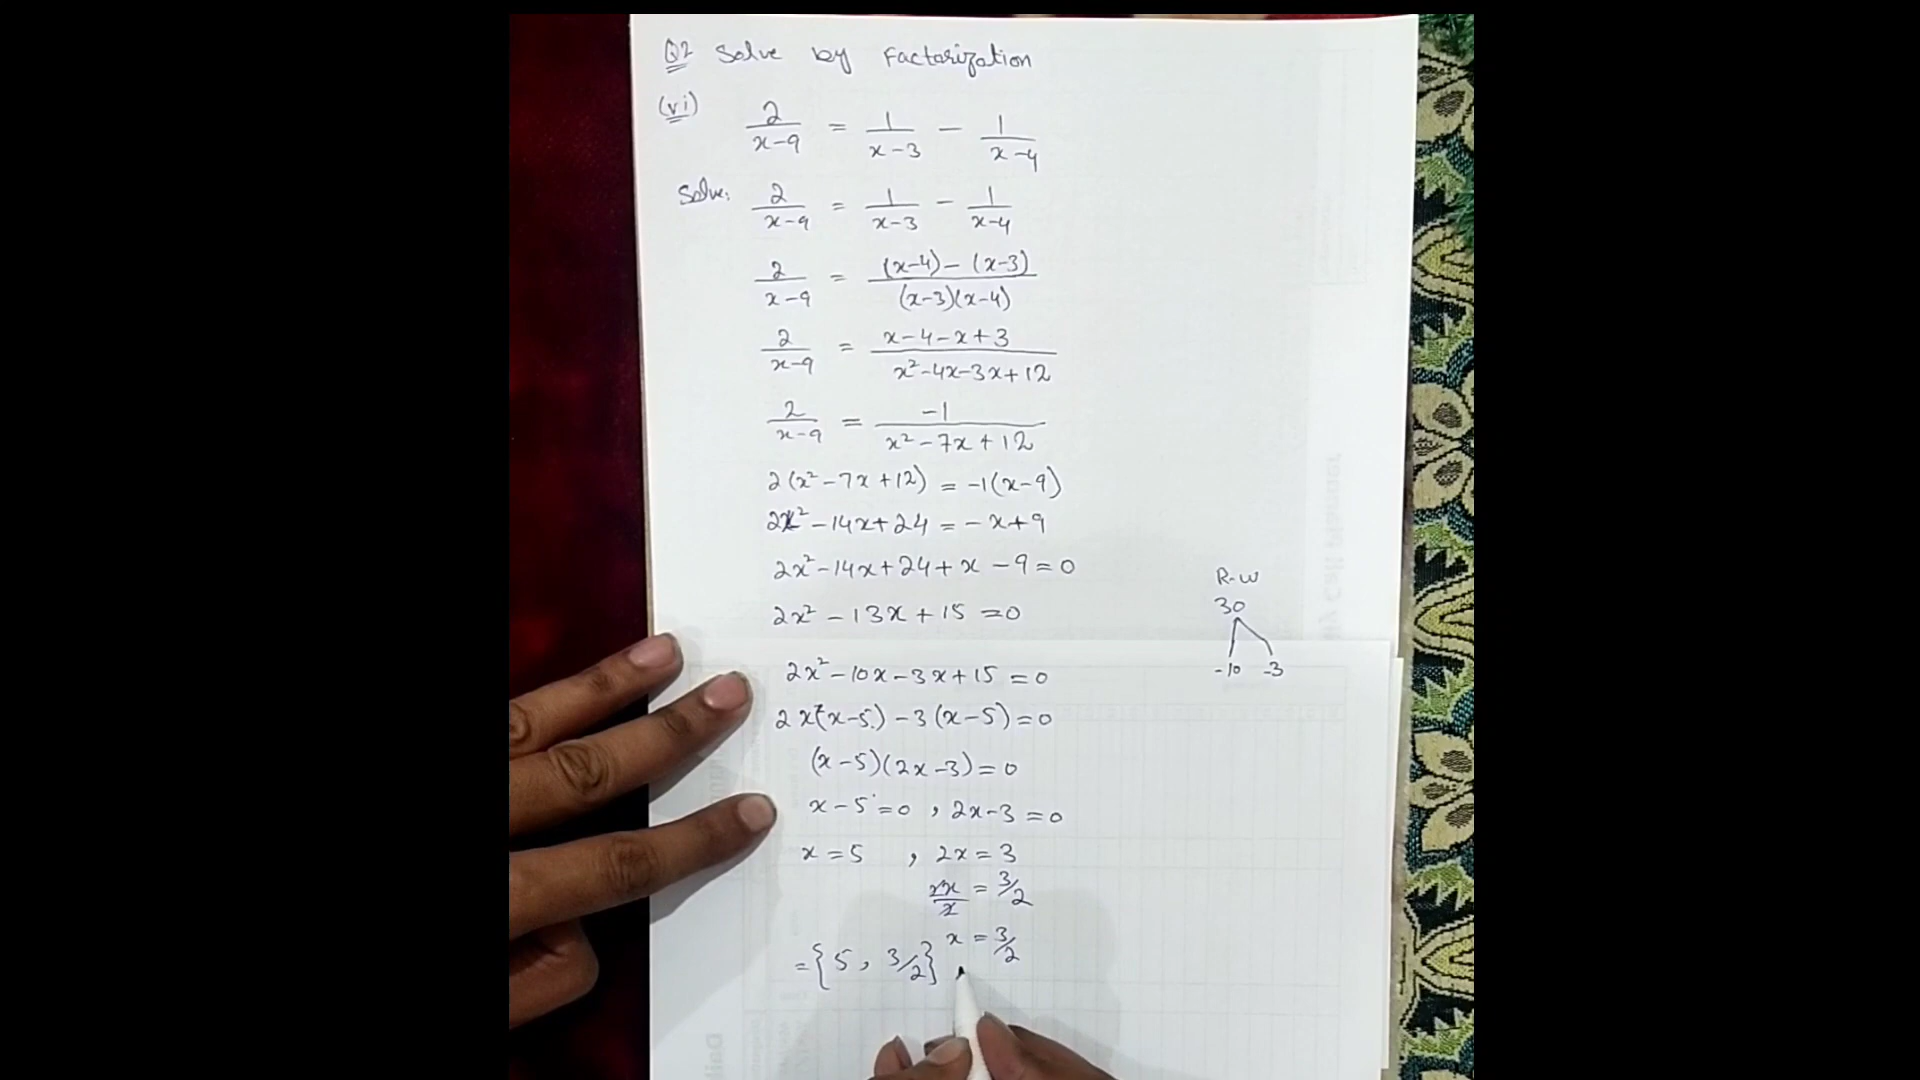 Q2 Solve by Factorization
(vi) 2/(x-9) = 1/(x-3) - 1/(x-4)
Solve: 2/(x-9) = 1/(x-3) - 1/(x-4)
2/(x-9) = ((x-4) - (x-3))/((x-3)(x-4))
2/(x-9) = (x-4-x+3)/(x²-4x-3x+12)
2/(x-9) = -1/(x²-7x+12)
2(x²-7x+12) = -1(x-9)
2x²-14x+24 = -x+9
2x²-14x+24+x-9=0
2x²-13x+15=0
R-W
30
-10 -3
2x²-10x-3x+15=0
2x(x-5)-3(x-5)=0
(x-5)(2x-3)=0
x-5=0 , 2x-3=0
x=5 , 2x=3
2x/2 = 3/2
x = 3/2
={5, 3/2}